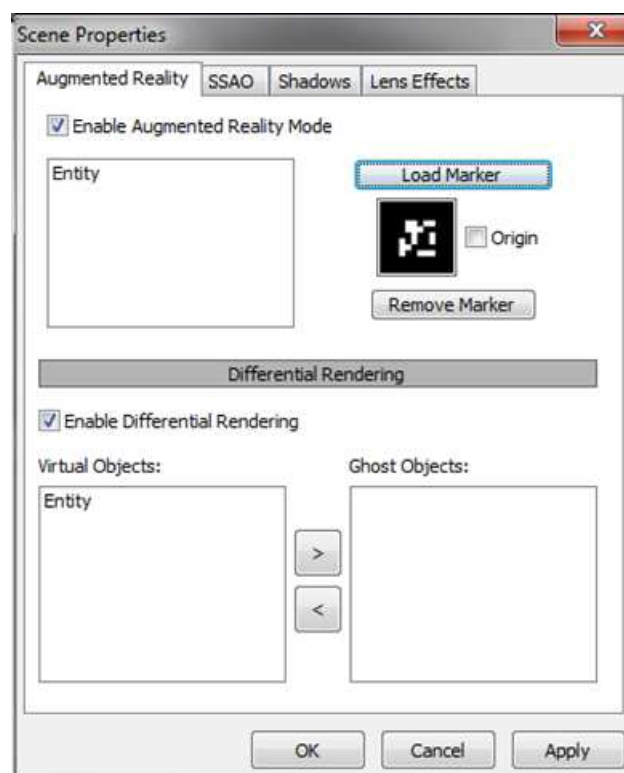 Scene Properties
Augmented Reality SSAO Shadows Lens Effects
Enable Augmented Reality Mode
Entity
Load Marker
Origin
Remove Marker
Differential Rendering
Enable Differential Rendering
Virtual Objects: Ghost Objects:
Entity
>
<
OK Cancel Apply